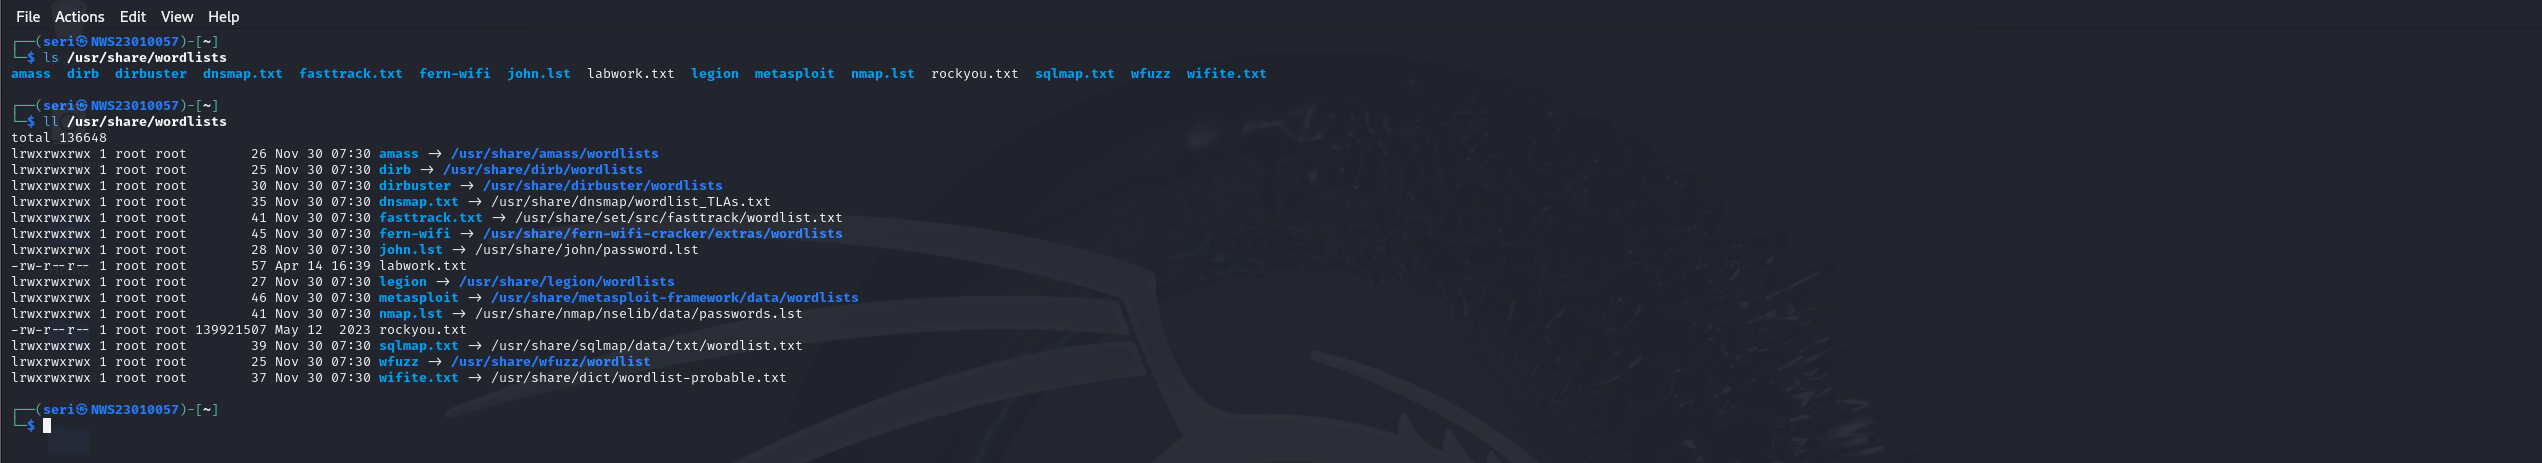 File Actions Edit View Help
┌──(seri㉿NWS23010057)-[~]
└─$ ls /usr/share/wordlists
amass dirb dirbuster dnsmap.txt fasttrack.txt fern-wifi john.lst labwork.txt legion metasploit nmap.lst rockyou.txt sqlmap.txt wfuzz wifite.txt
┌──(seri㉿NWS23010057)-[~]
└─$ ll /usr/share/wordlists
total 136648
lrwxrwxrwx 1 root root 26 Nov 30 07:30 amass → /usr/share/amass/wordlists
lrwxrwxrwx 1 root root 25 Nov 30 07:30 dirb → /usr/share/dirb/wordlists
lrwxrwxrwx 1 root root 30 Nov 30 07:30 dirbuster → /usr/share/dirbuster/wordlists
lrwxrwxrwx 1 root root 35 Nov 30 07:30 dnsmap.txt → /usr/share/dnsmap/wordlist_TLAs.txt
lrwxrwxrwx 1 root root 41 Nov 30 07:30 fasttrack.txt → /usr/share/set/src/fasttrack/wordlist.txt
lrwxrwxrwx 1 root root 45 Nov 30 07:30 fern-wifi → /usr/share/fern-wifi-cracker/extras/wordlists
lrwxrwxrwx 1 root root 28 Nov 30 07:30 john.lst → /usr/share/john/password.lst
-rw-r--r-- 1 root root 57 Apr 14 16:39 labwork.txt
lrwxrwxrwx 1 root root 27 Nov 30 07:30 legion → /usr/share/legion/wordlists
lrwxrwxrwx 1 root root 46 Nov 30 07:30 metasploit → /usr/share/metasploit-framework/data/wordlists
lrwxrwxrwx 1 root root 41 Nov 30 07:30 nmap.lst → /usr/share/nmap/nselib/data/passwords.lst
-rw-r--r-- 1 root root 139921507 May 12 2023 rockyou.txt
lrwxrwxrwx 1 root root 39 Nov 30 07:30 sqlmap.txt → /usr/share/sqlmap/data/txt/wordlist.txt
lrwxrwxrwx 1 root root 25 Nov 30 07:30 wfuzz → /usr/share/wfuzz/wordlist
lrwxrwxrwx 1 root root 37 Nov 30 07:30 wifite.txt → /usr/share/dict/wordlist-probable.txt
┌──(seri㉿NWS23010057)-[~]
└─$